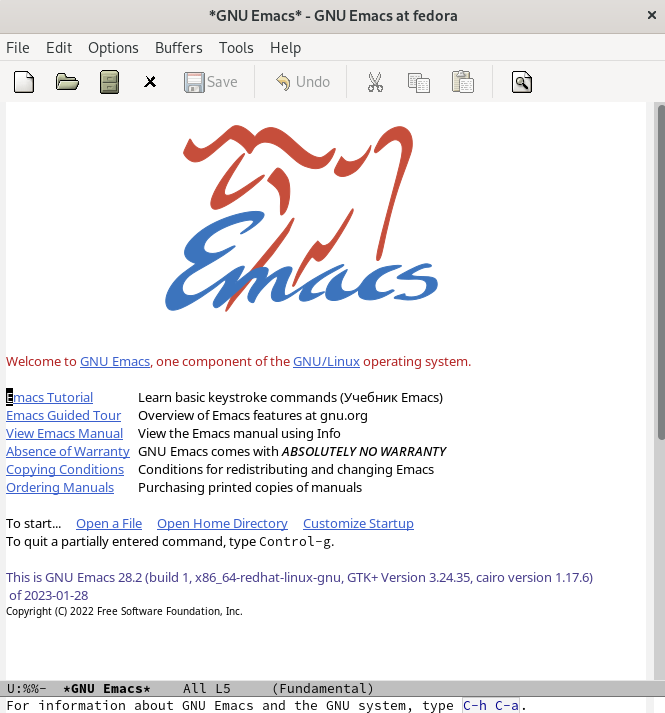 *GNU Emacs* - GNU Emacs at fedora
File Edit Options Buffers Tools Help
Save Undo
Emacs
Welcome to GNU Emacs, one component of the GNU/Linux operating system.
Emacs Tutorial Learn basic keystroke commands (Учебник Emacs)
Emacs Guided Tour Overview of Emacs features at gnu.org
View Emacs Manual View the Emacs manual using Info
Absence of Warranty GNU Emacs comes with ABSOLUTELY NO WARRANTY
Copying Conditions Conditions for redistributing and changing Emacs
Ordering Manuals Purchasing printed copies of manuals
To start... Open a File Open Home Directory Customize Startup
To quit a partially entered command, type Control-g.
This is GNU Emacs 28.2 (build 1, x86_64-redhat-linux-gnu, GTK+ Version 3.24.35, cairo version 1.17.6)
of 2023-01-28
Copyright (C) 2022 Free Software Foundation, Inc.
U:%%- *GNU Emacs* All L5 (Fundamental)
For information about GNU Emacs and the GNU system, type C-h C-a.